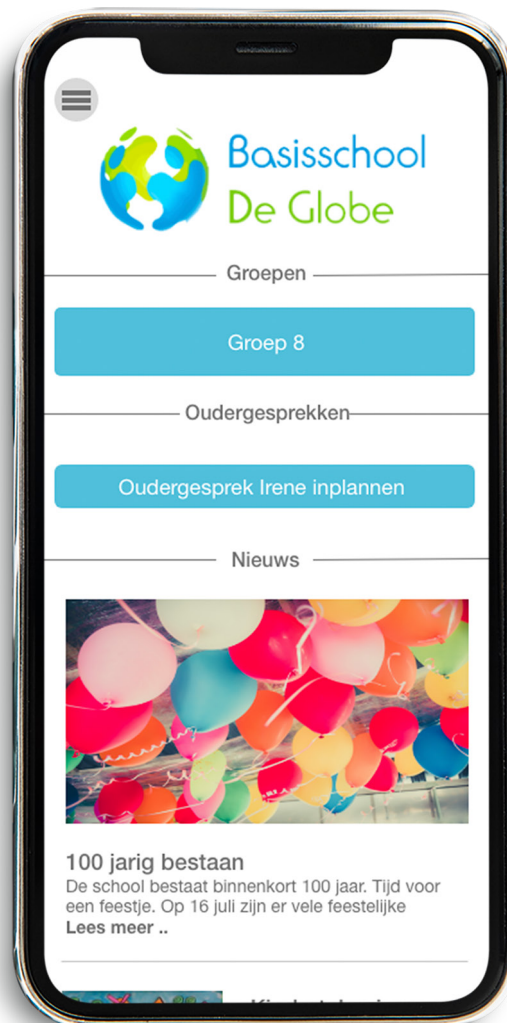 Basisschool
De Globe
Groepen
Groep 8
Oudergesprekken
Oudergesprek Irene inplannen
Nieuws
100 jarig bestaan
De school bestaat binnenkort 100 jaar. Tijd voor
een feestje. Op 16 juli zijn er vele feestelijke
Lees meer ..